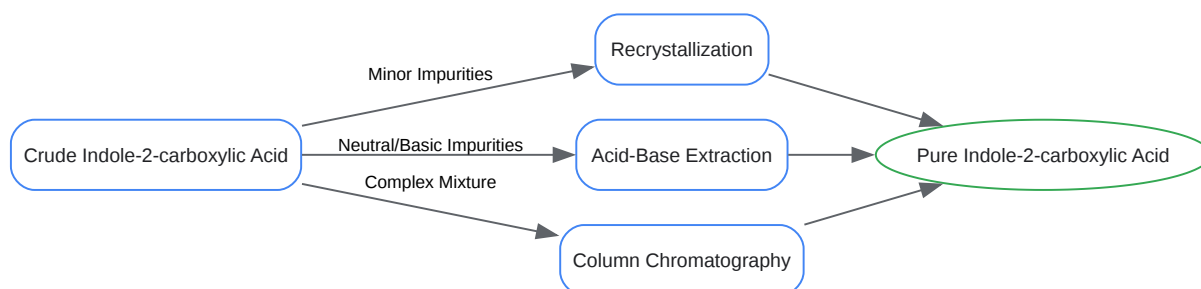 Recrystallization
Minor Impurities
Crude Indole-2-carboxylic Acid
Neutral/Basic Impurities
Acid-Base Extraction
Pure Indole-2-carboxylic Acid
Complex Mixture
Column Chromatography